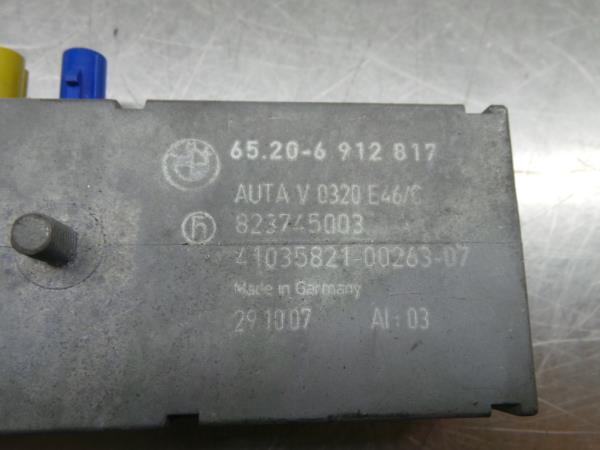 65.20-6 912 817
AUTA V 0320 E46/C
h 823745003
41035821-00263-07
Made in Germany
29 10 07 AI: 03